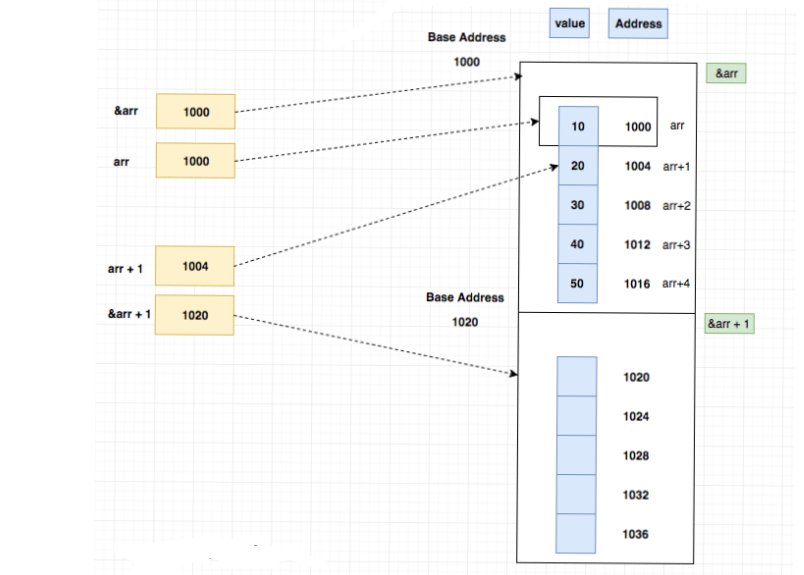 value Address
Base Address
1000
&arr
&arr 1000
10 1000 arr
arr 1000
20 1004 arr+1
30 1008 arr+2
40 1012 arr+3
arr + 1 1004
50 1016 arr+4
Base Address
&arr + 1 1020
1020
&arr + 1
1020
1024
1028
1032
1036